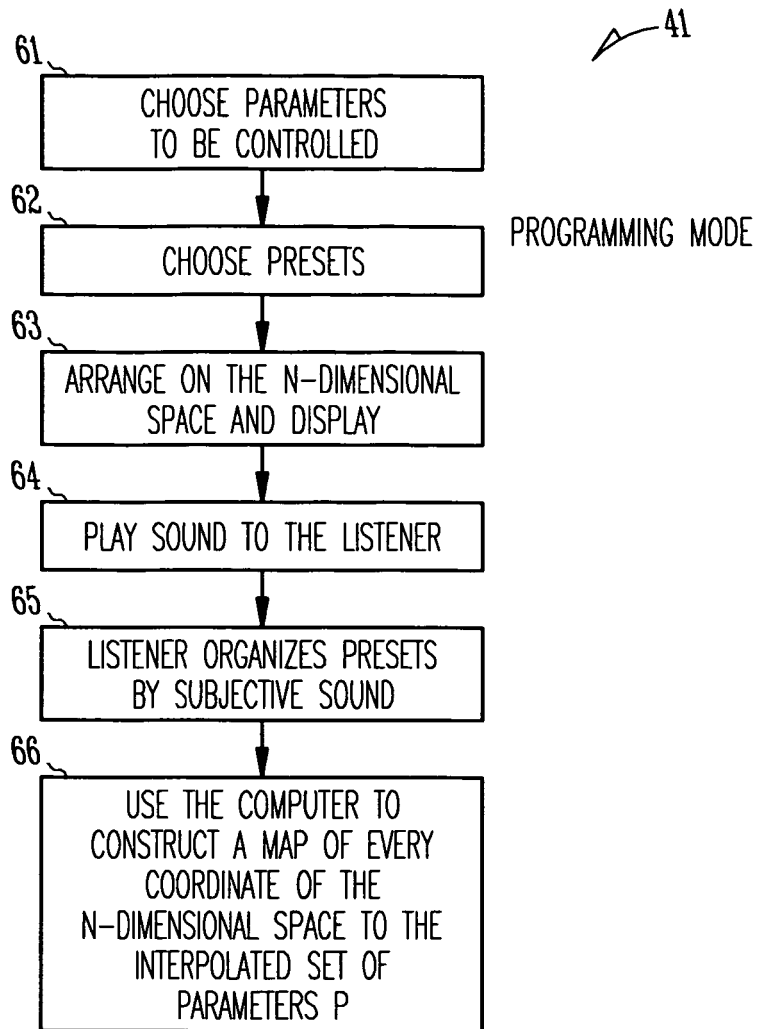 41
61
CHOOSE PARAMETERS
TO BE CONTROLLED
62
CHOOSE PRESETS
PROGRAMMING MODE
63
ARRANGE ON THE N-DIMENSIONAL
SPACE AND DISPLAY
64
PLAY SOUND TO THE LISTENER
65
LISTENER ORGANIZES PRESETS
BY SUBJECTIVE SOUND
66
USE THE COMPUTER TO
CONSTRUCT A MAP OF EVERY
COORDINATE OF THE
N-DIMENSIONAL SPACE TO THE
INTERPOLATED SET OF
PARAMETERS P